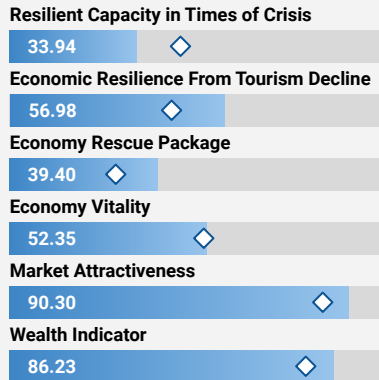 Resilient Capacity in Times of Crisis
33.94
Economic Resilience From Tourism Decline
56.98
Economy Rescue Package
39.40
Economy Vitality
52.35
Market Attractiveness
90.30
Wealth Indicator
86.23